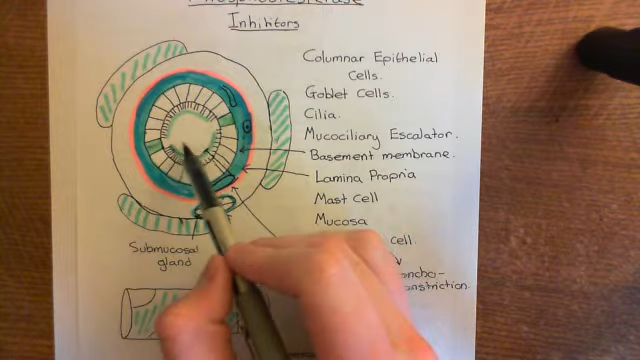 Phosphodiesterase
Inhibitors
Columnar Epithelial
Cells.
Goblet Cells.
Cilia.
Mucociliary Escalator.
Basement membrane.
Lamina Propria
Mast Cell
Mucosa
cell.
Submucosal
gland